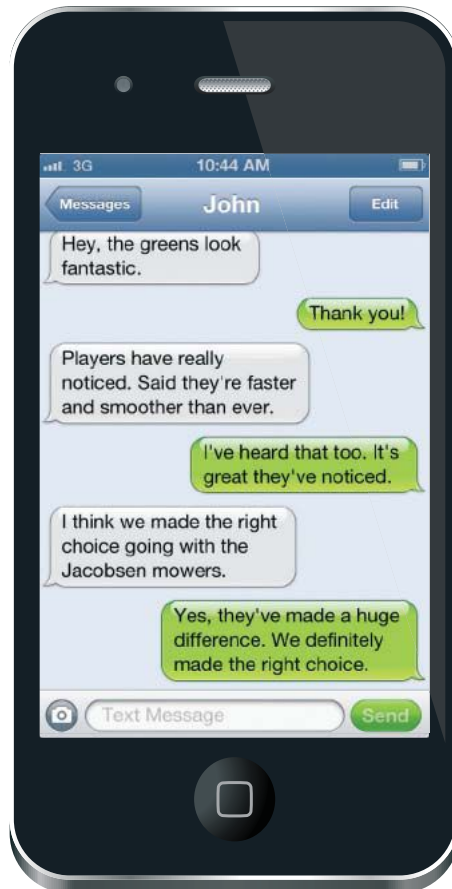 3G
10:44 AM
Messages
John
Edit
Hey, the greens look
fantastic.
Thank you!
Players have really
noticed. Said they're faster
and smoother than ever.
I've heard that too. It's
great they've noticed.
I think we made the right
choice going with the
Jacobsen mowers.
Yes, they've made a huge
difference. We definitely
made the right choice.
Text Message
Send